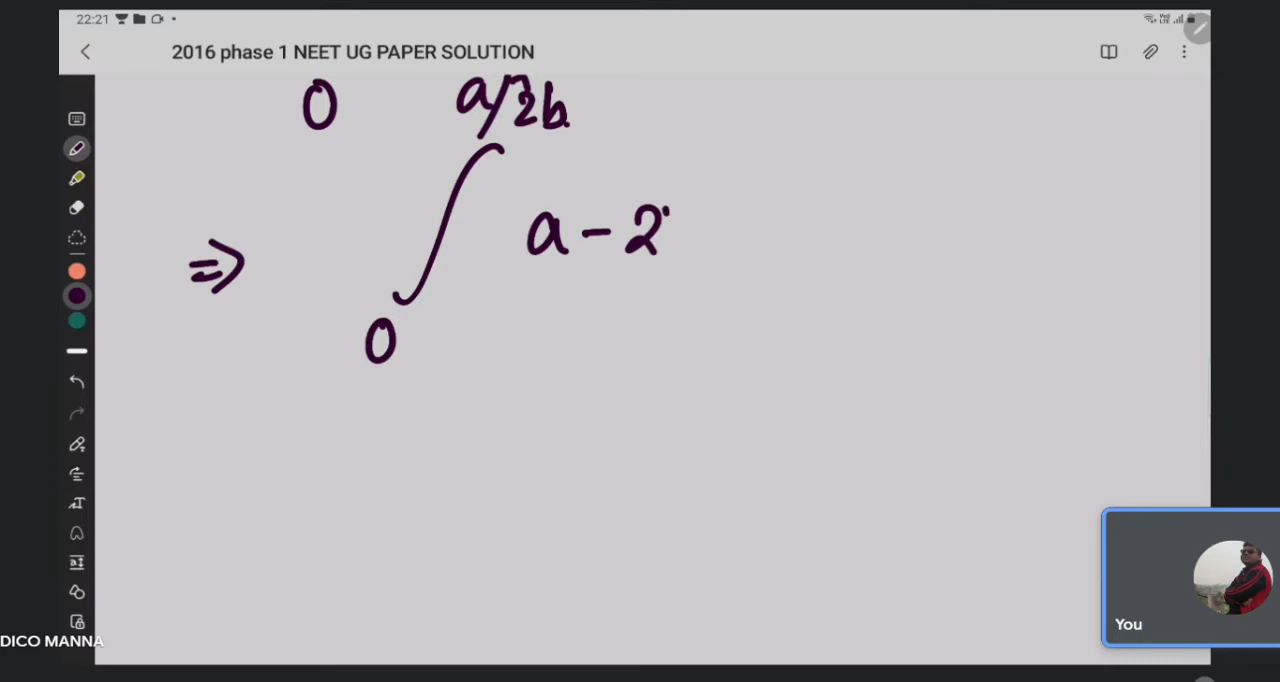 22:21
2016 phase 1 NEET UG PAPER SOLUTION
0 a/2b
⇒ ∫ a - 2
0
DICO MANNA
You